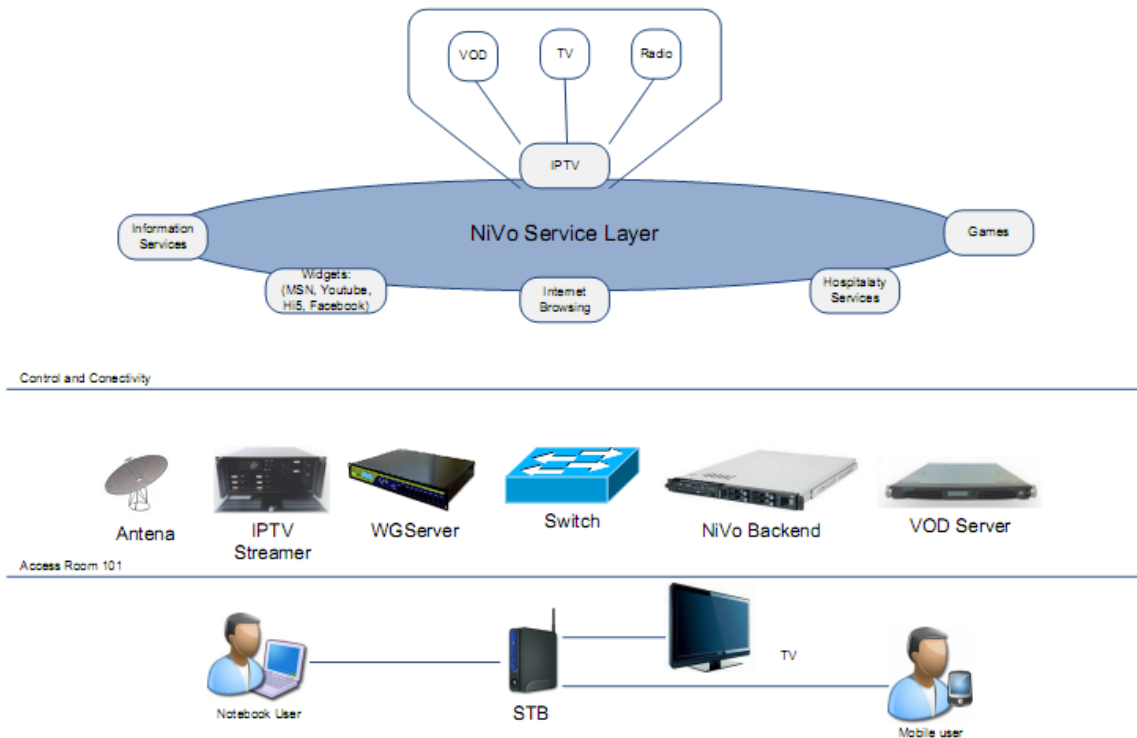 VOD
TV
Radio
IPTV
NiVo Service Layer
Information
Services
Games
Widgets:
(MSN, Youtube,
Hi5, Facebook)
Internet
Browsing
Hospitalaty
Services
Control and Conectivity
Antena
IPTV
Streamer
WGServer
Switch
NiVo Backend
VOD Server
Access Room 101
Notebook User
STB
TV
Mobile user